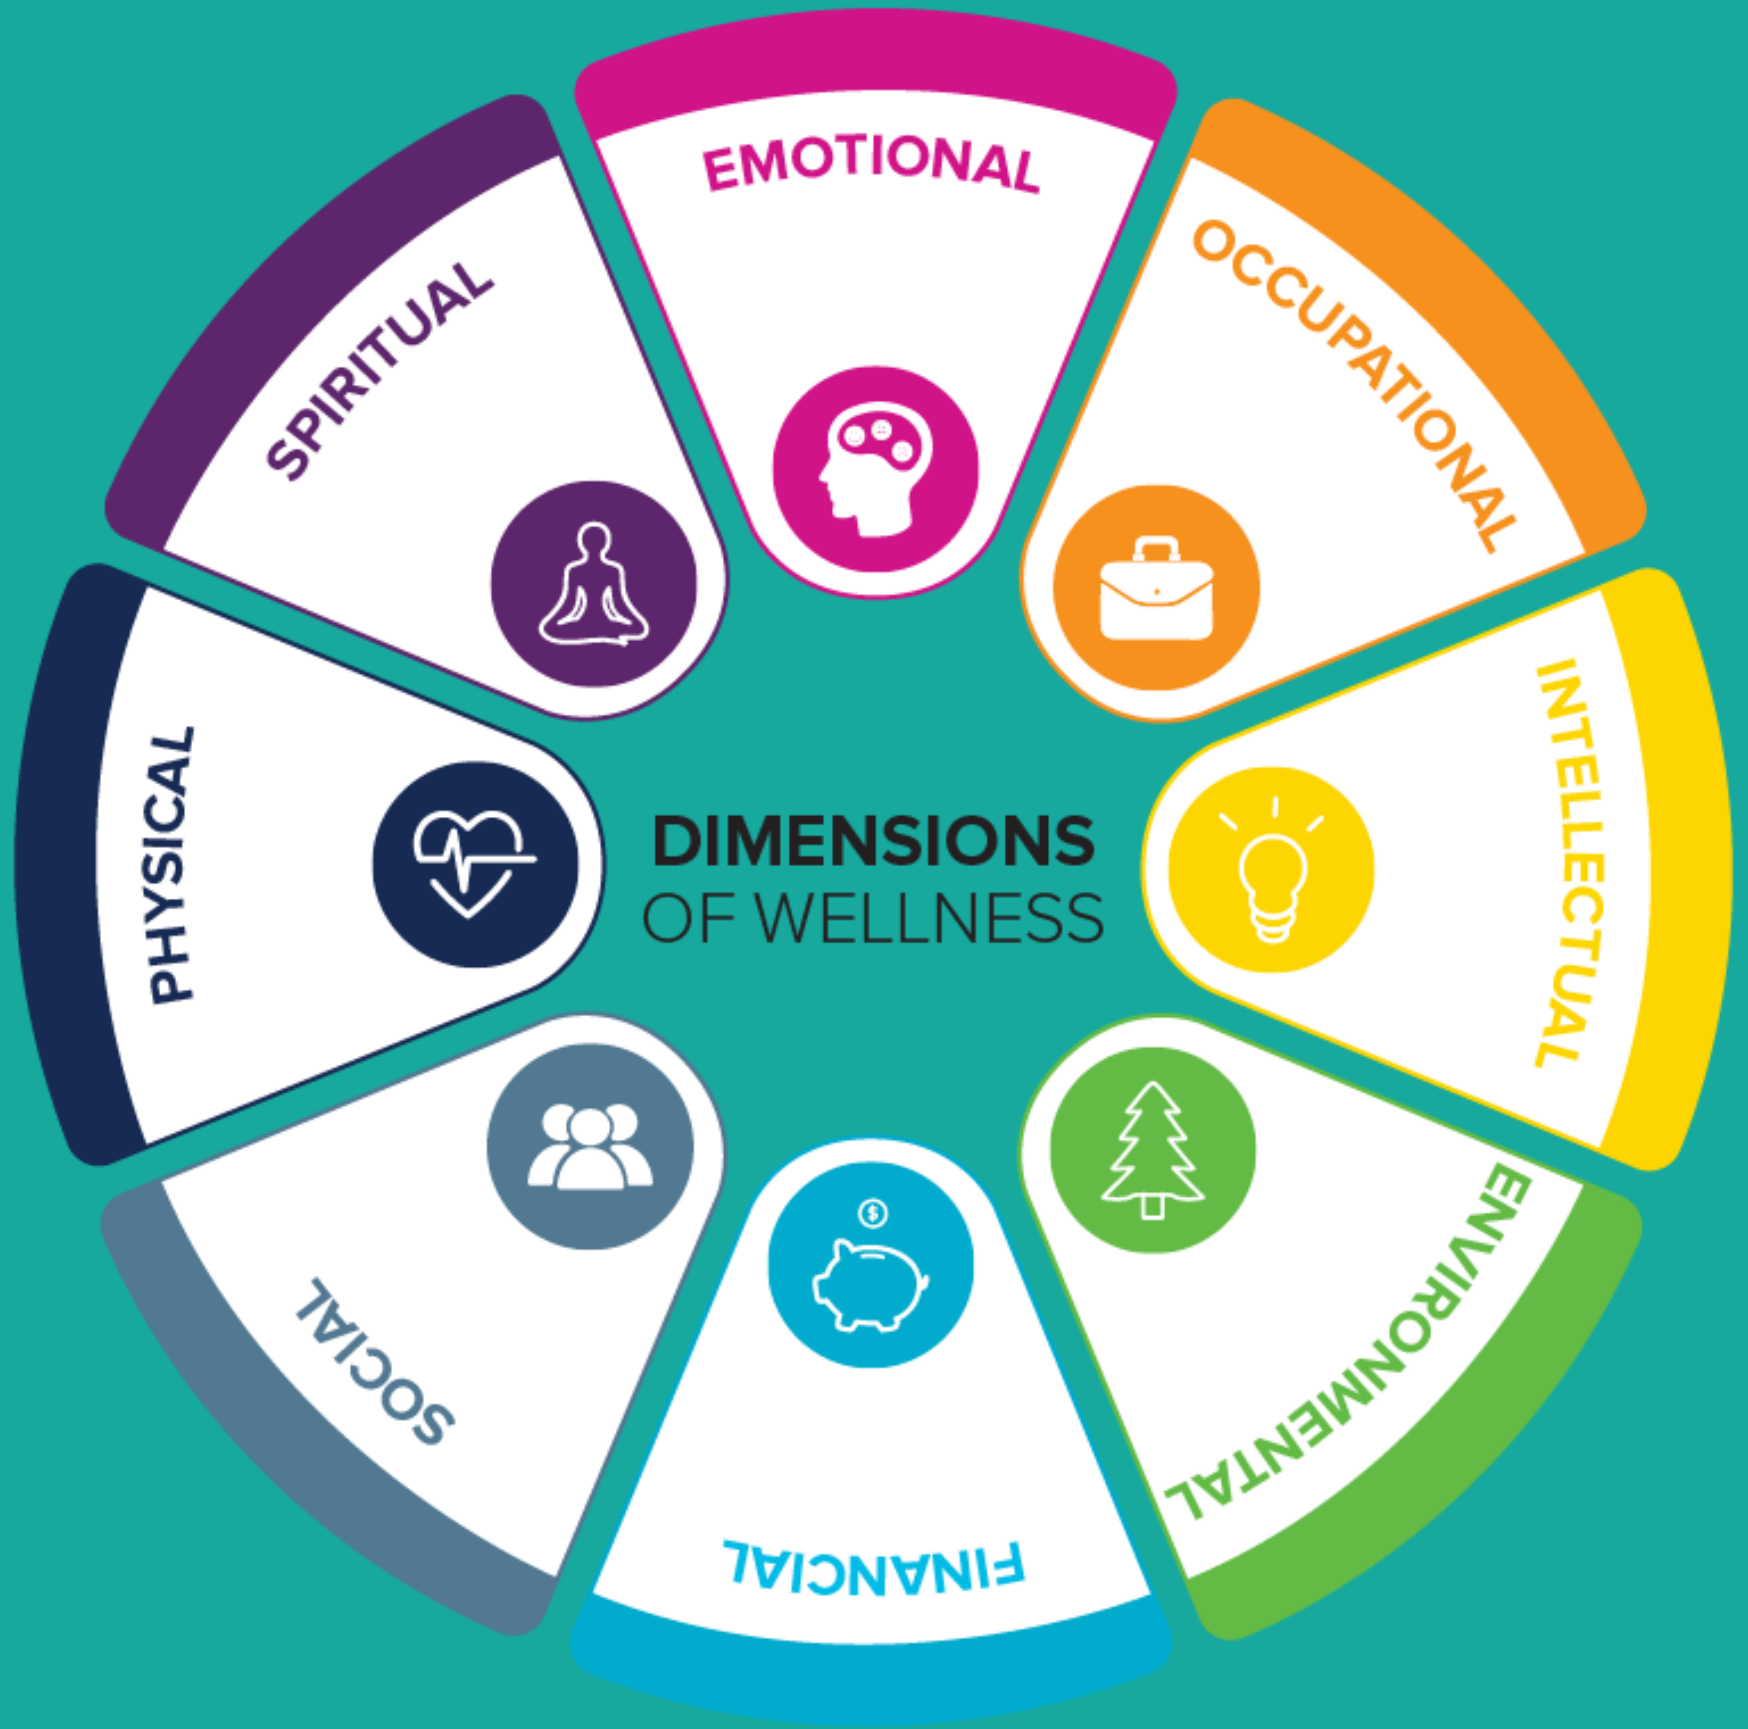 EMOTIONAL
OCCUPATIONAL
INTELLECTUAL
ENVIRONMENTAL
FINANCIAL
$
SOCIAL
PHYSICAL
SPIRITUAL
DIMENSIONS
OF WELLNESS